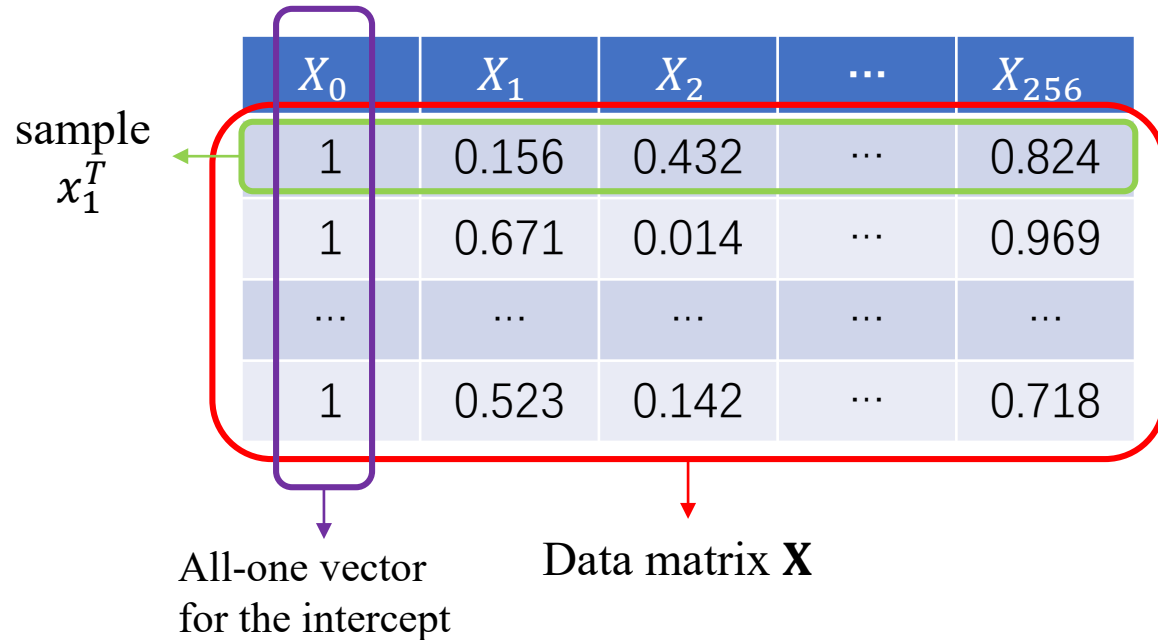 X₀ X₁ X₂ ⋯ X₂₅₆
sample
x₁ᵀ
1 0.156 0.432 ⋯ 0.824
1 0.671 0.014 ⋯ 0.969
⋯ ⋯ ⋯ ⋯ ⋯
1 0.523 0.142 ⋯ 0.718
All-one vector
for the intercept
Data matrix 𝐗